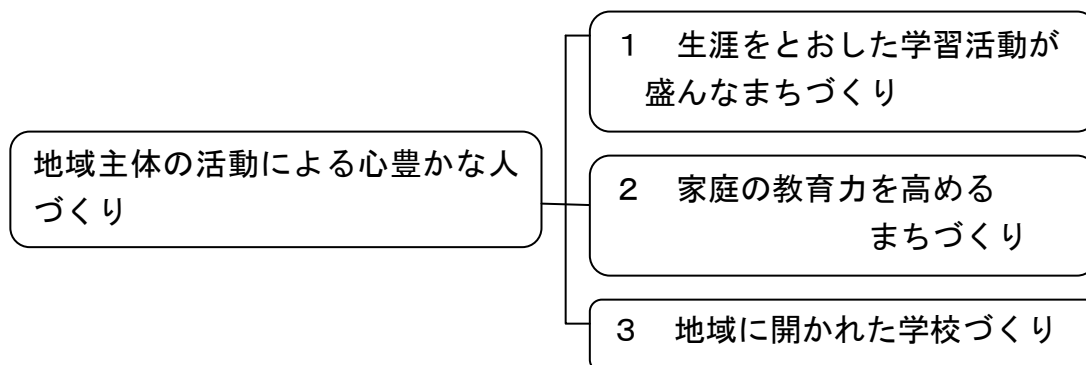 地域主体の活動による心豊かな人
づくり
1　生涯をとおした学習活動が
盛んなまちづくり
2　家庭の教育力を高める
まちづくり
3　地域に開かれた学校づくり